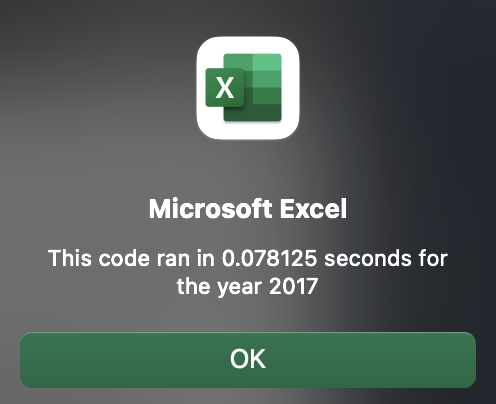 X
Microsoft Excel
This code ran in 0.078125 seconds for
the year 2017
OK